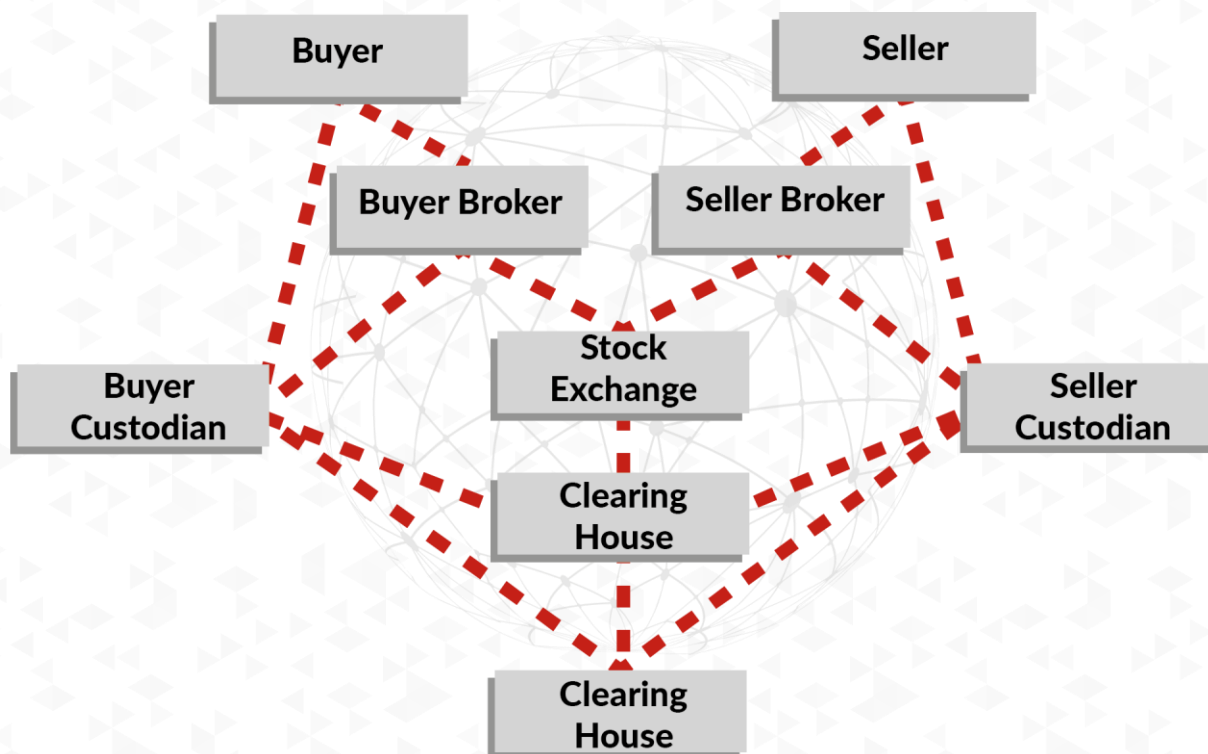 Buyer
Seller
Buyer Broker
Seller Broker
Stock
Exchange
Buyer
Custodian
Seller
Custodian
Clearing
House
Clearing
House